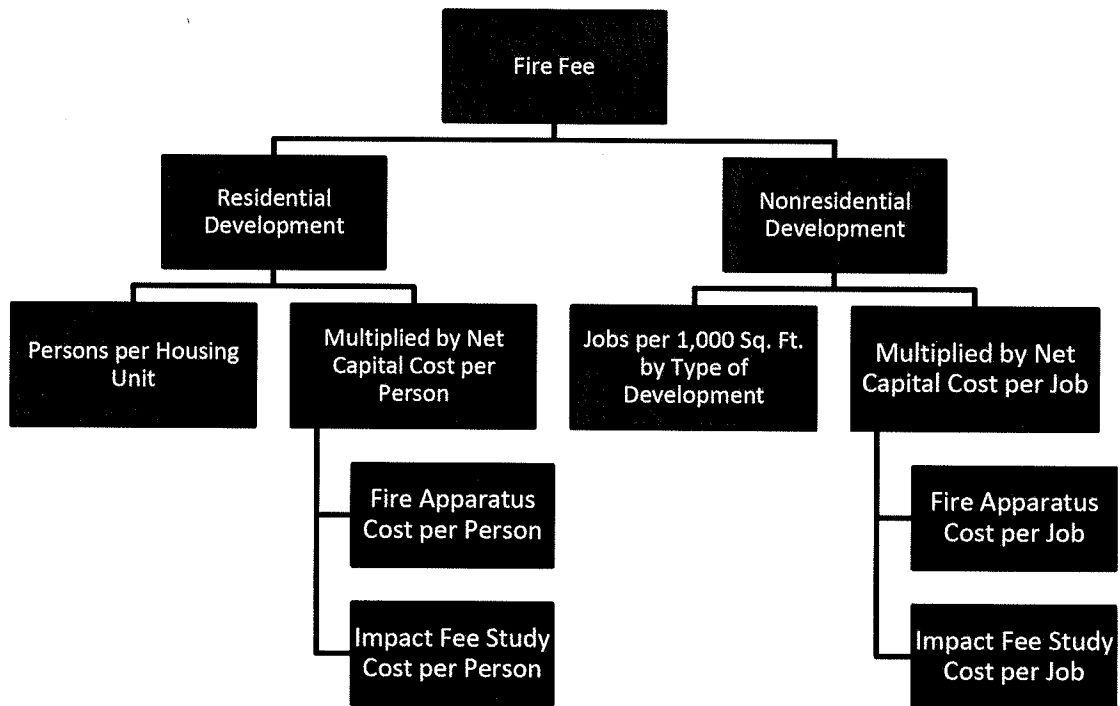 Fire Fee
Residential
Development
Nonresidential
Development
Persons per Housing
Unit
Multiplied by Net
Capital Cost per
Person
Jobs per 1,000 Sq. Ft.
by Type of
Development
Multiplied by Net
Capital Cost per Job
Fire Apparatus
Cost per Person
Fire Apparatus
Cost per Job
Impact Fee Study
Cost per Person
Impact Fee Study
Cost per Job